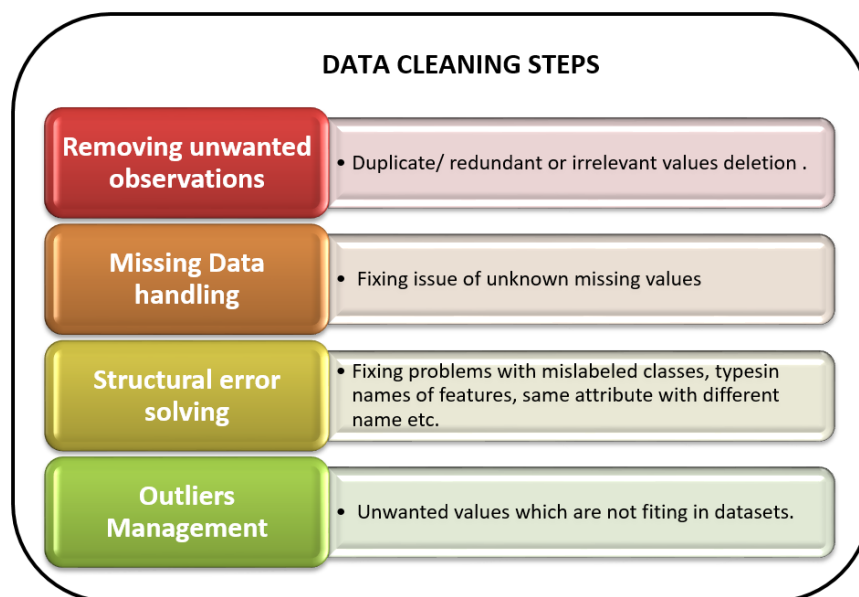 DATA CLEANING STEPS
Removing unwanted
observations
• Duplicate/ redundant or irrelevant values deletion .
Missing Data
handling
• Fixing issue of unknown missing values
Structural error
solving
• Fixing problems with mislabeled classes, typesin
names of features, same attribute with different
name etc.
Outliers
Management
• Unwanted values which are not fiting in datasets.